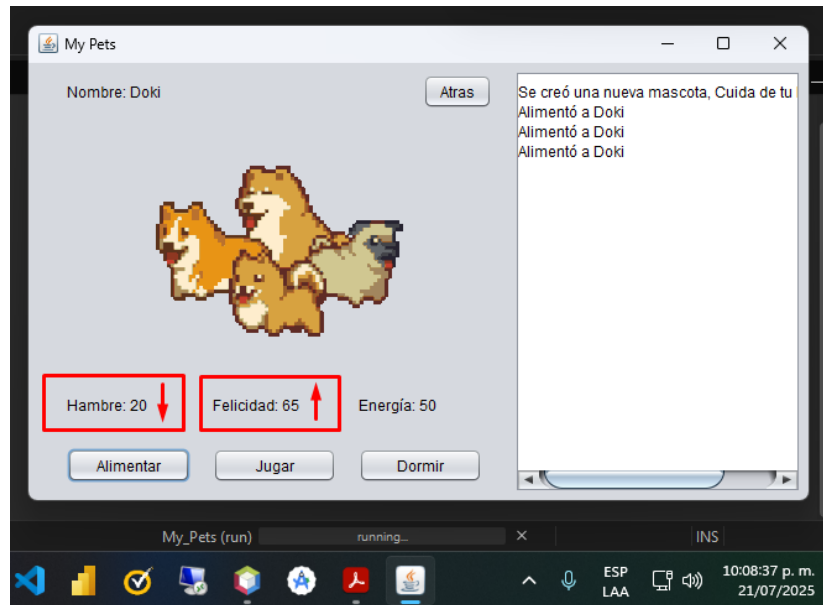 My Pets
Nombre: Doki
Atras
Se creó una nueva mascota, Cuida de tu
Alimentó a Doki
Alimentó a Doki
Alimentó a Doki
Hambre: 20
Felicidad: 65
Energía: 50
Alimentar
Jugar
Dormir
My_Pets (run)
running...
INS
ESP
LAA
10:08:37 p. m.
21/07/2025